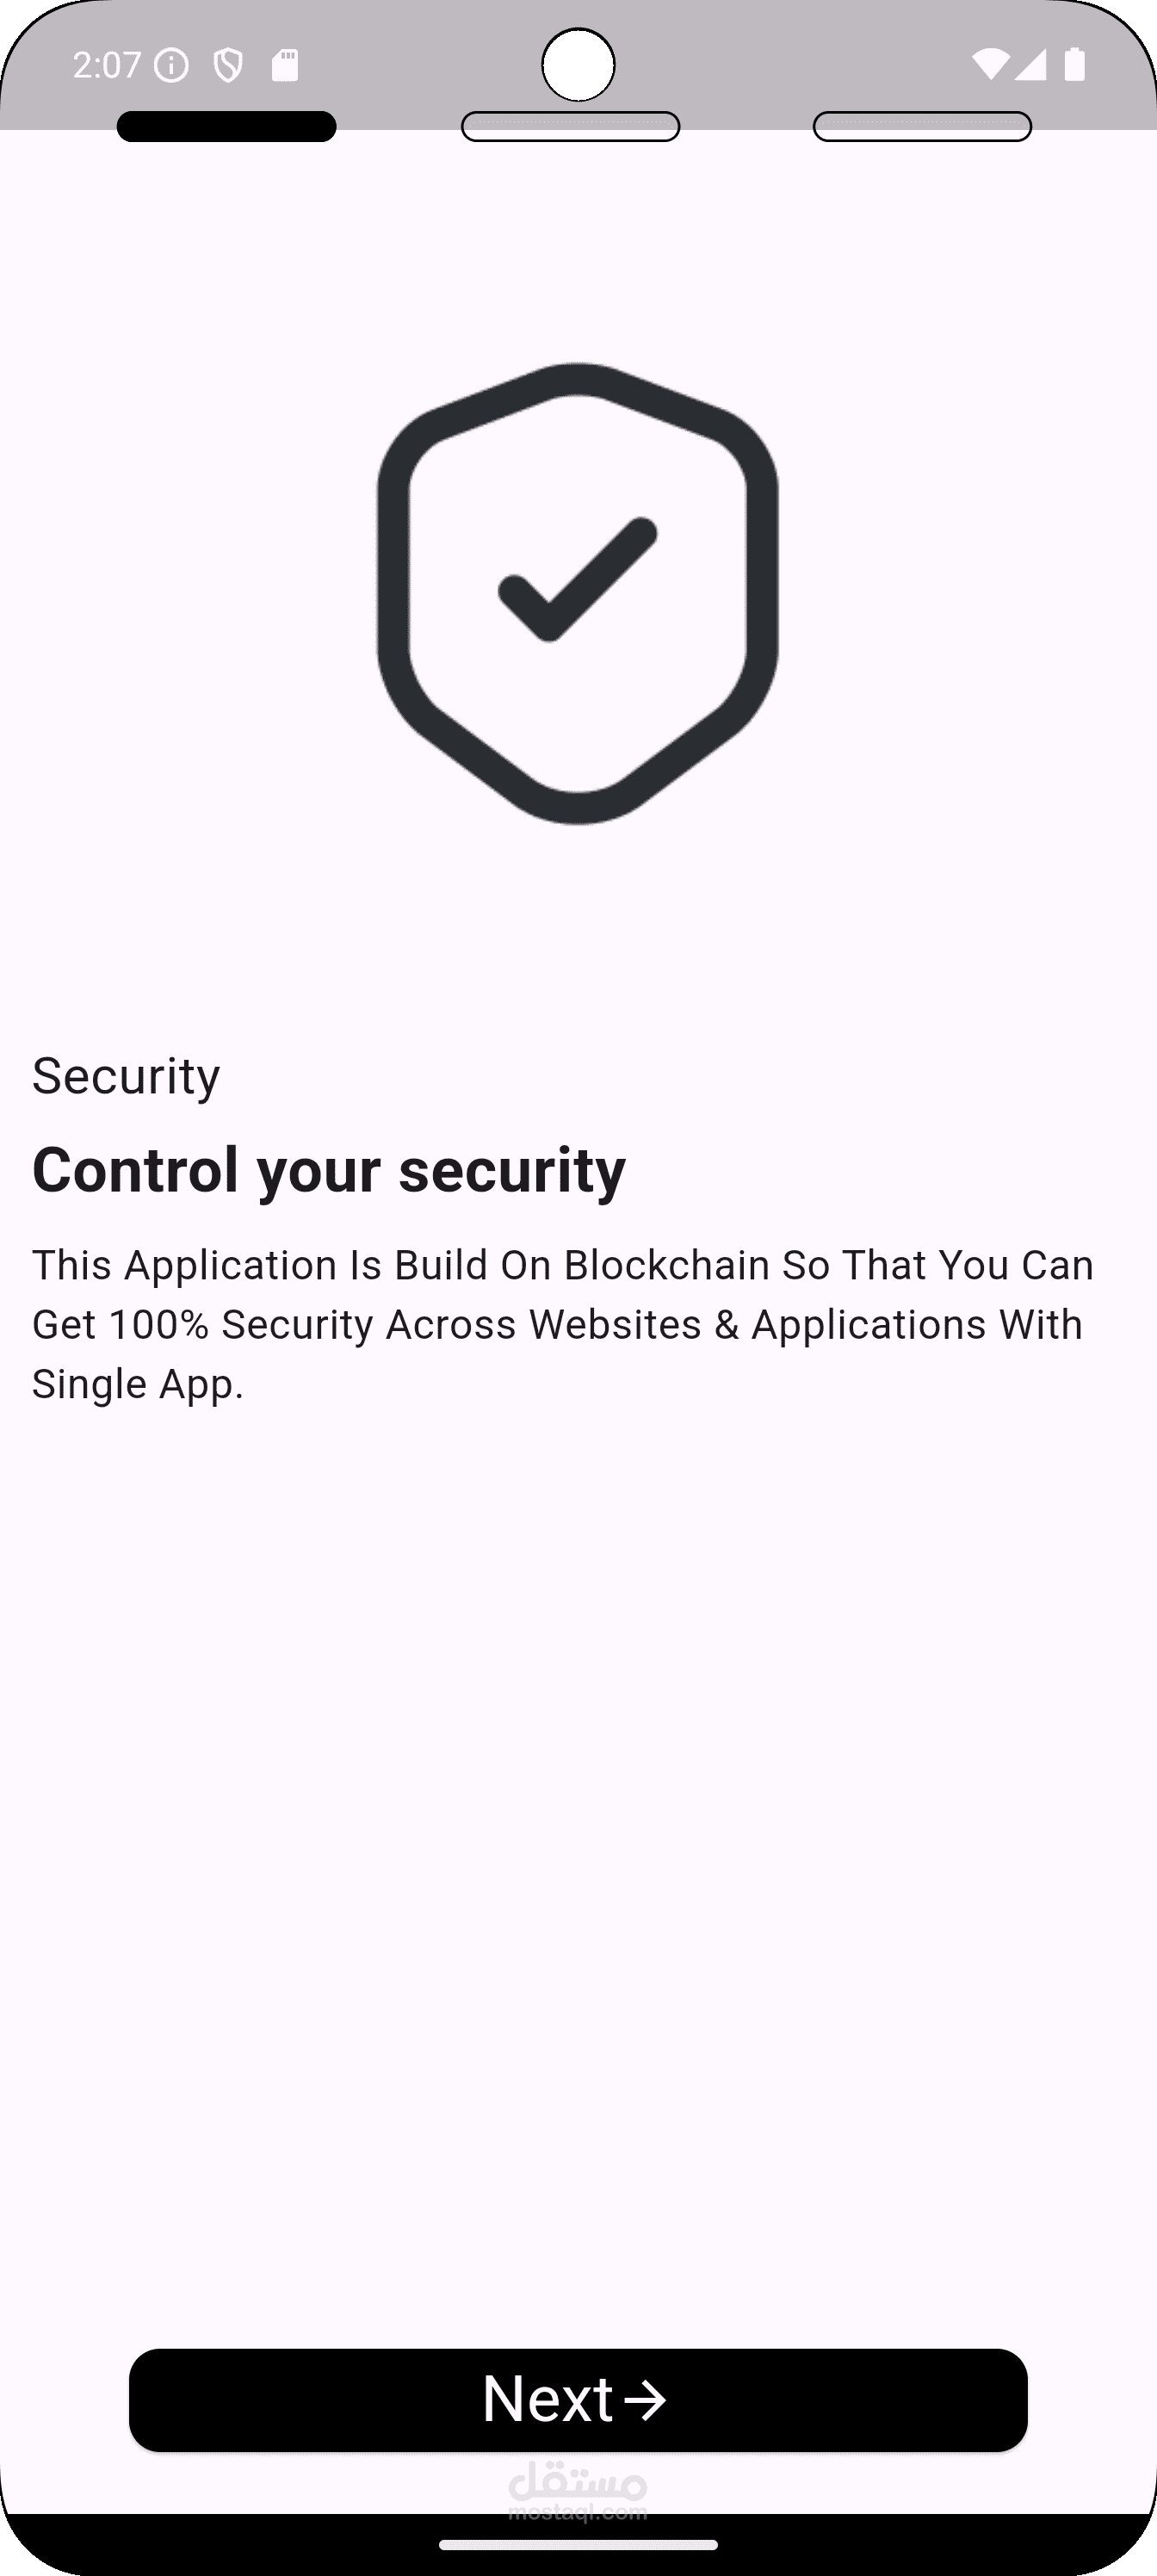 2:07
Security
Control your security
This Application Is Build On Blockchain So That You Can
Get 100% Security Across Websites & Applications With
Single App.
Next
مستقل
mostaql.com